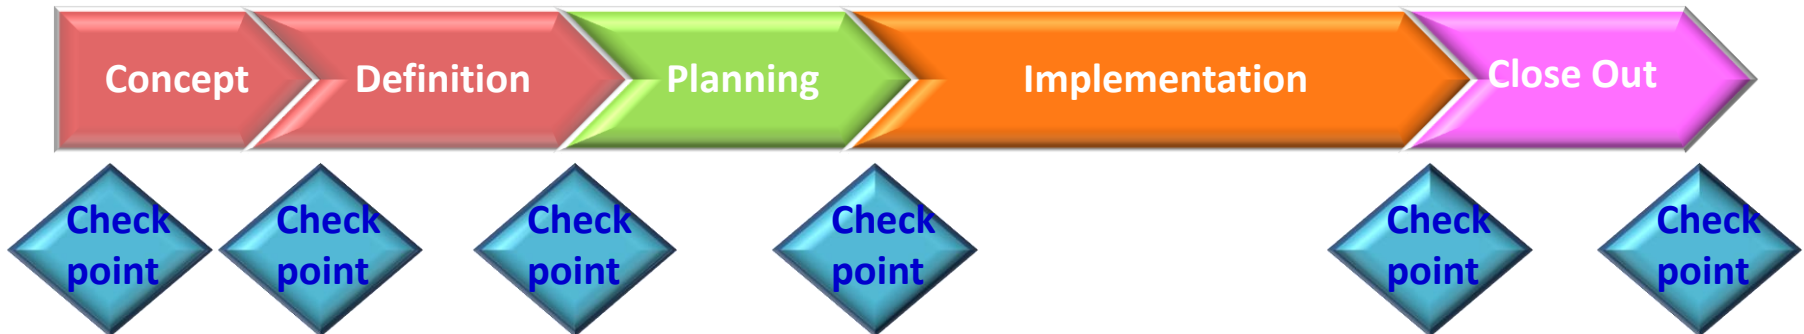 Concept
Definition
Planning
Implementation
Close Out
Check
point
Check
point
Check
point
Check
point
Check
point
Check
point